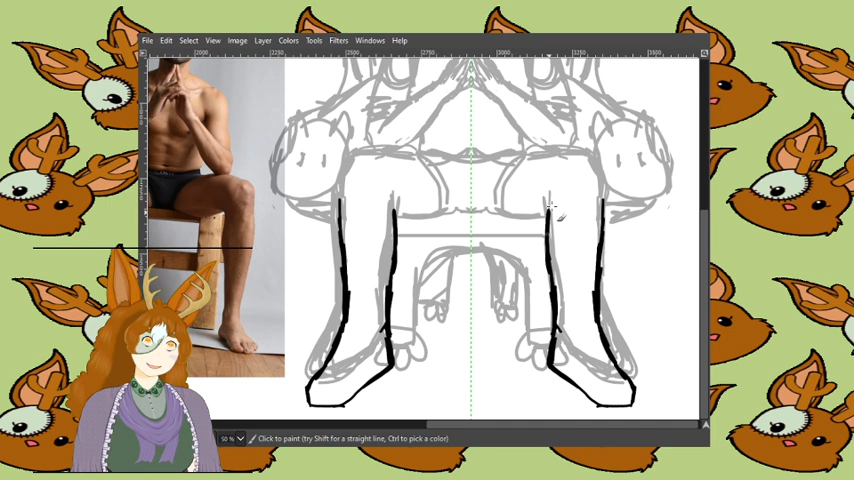 File Edit Select View Image Layer Colors Tools Filters Windows Help
2000 2250 2500 2750 3000 3250 3500
50 % Click to paint (try Shift for a straight line, Ctrl to pick a color)